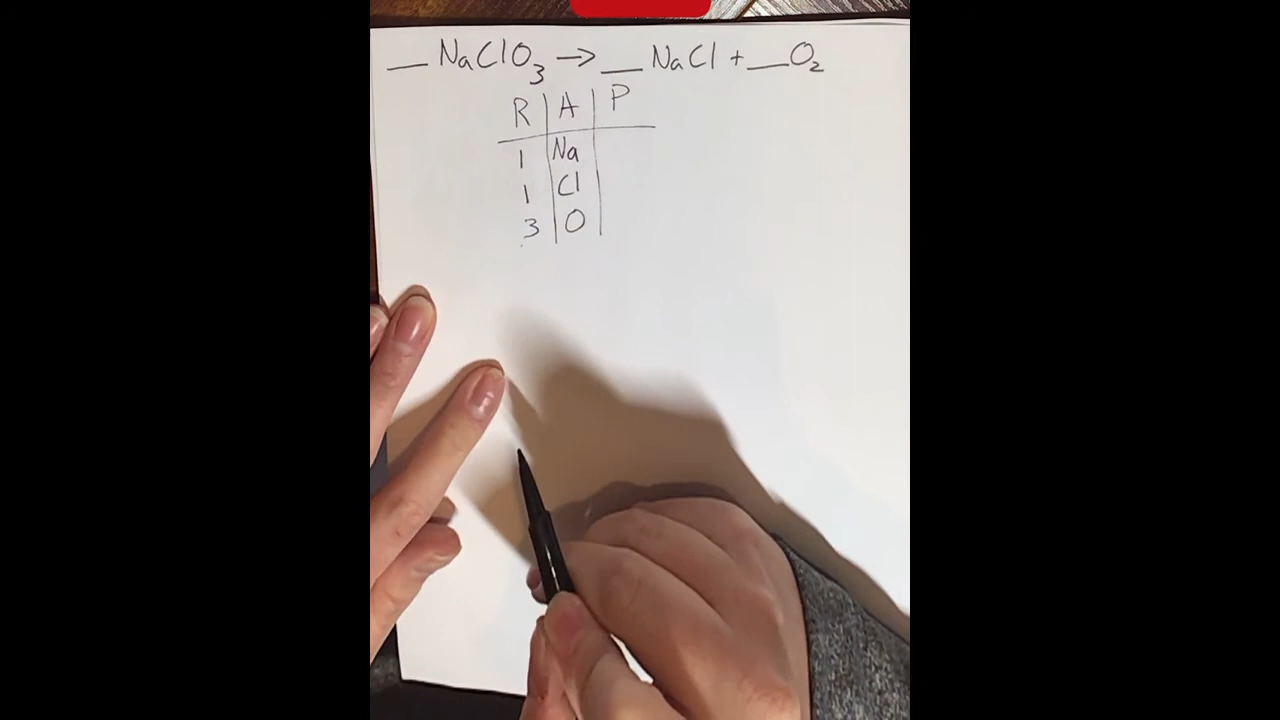 __ NaClO₃ → __ NaCl + __ O₂
R A P
1 Na
1 Cl
3 O